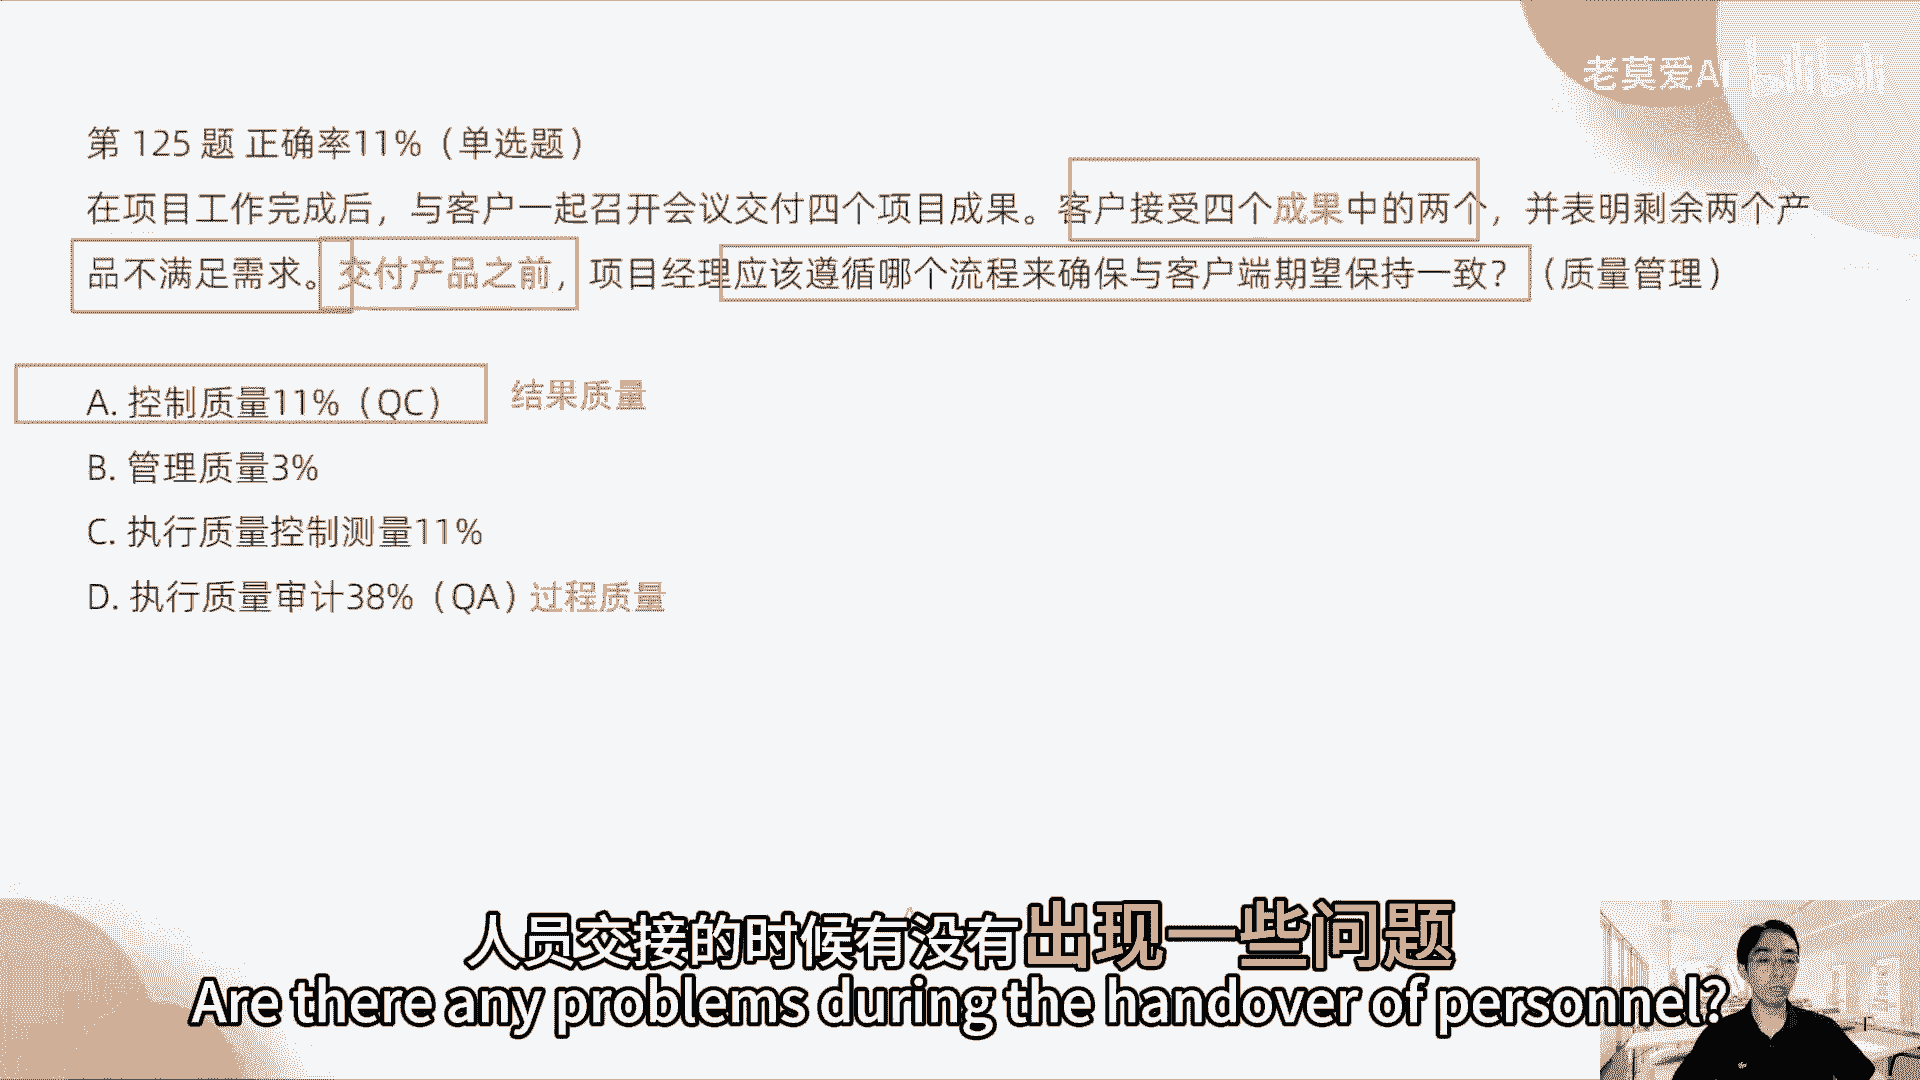 老莫爱AI bilibili
第 125 题 正确率11%（单选题）
在项目工作完成后，与客户一起召开会议交付四个项目成果。客户接受四个成果中的两个，并表明剩余两个产
品不满足需求。交付产品之前，项目经理应该遵循哪个流程来确保与客户端期望保持一致？（质量管理）
A. 控制质量11%（QC） 结果质量
B. 管理质量3%
C. 执行质量控制测量11%
D. 执行质量审计38%（QA）过程质量
人员交接的时候有没有出现一些问题
Are there any problems during the handover of personnel?